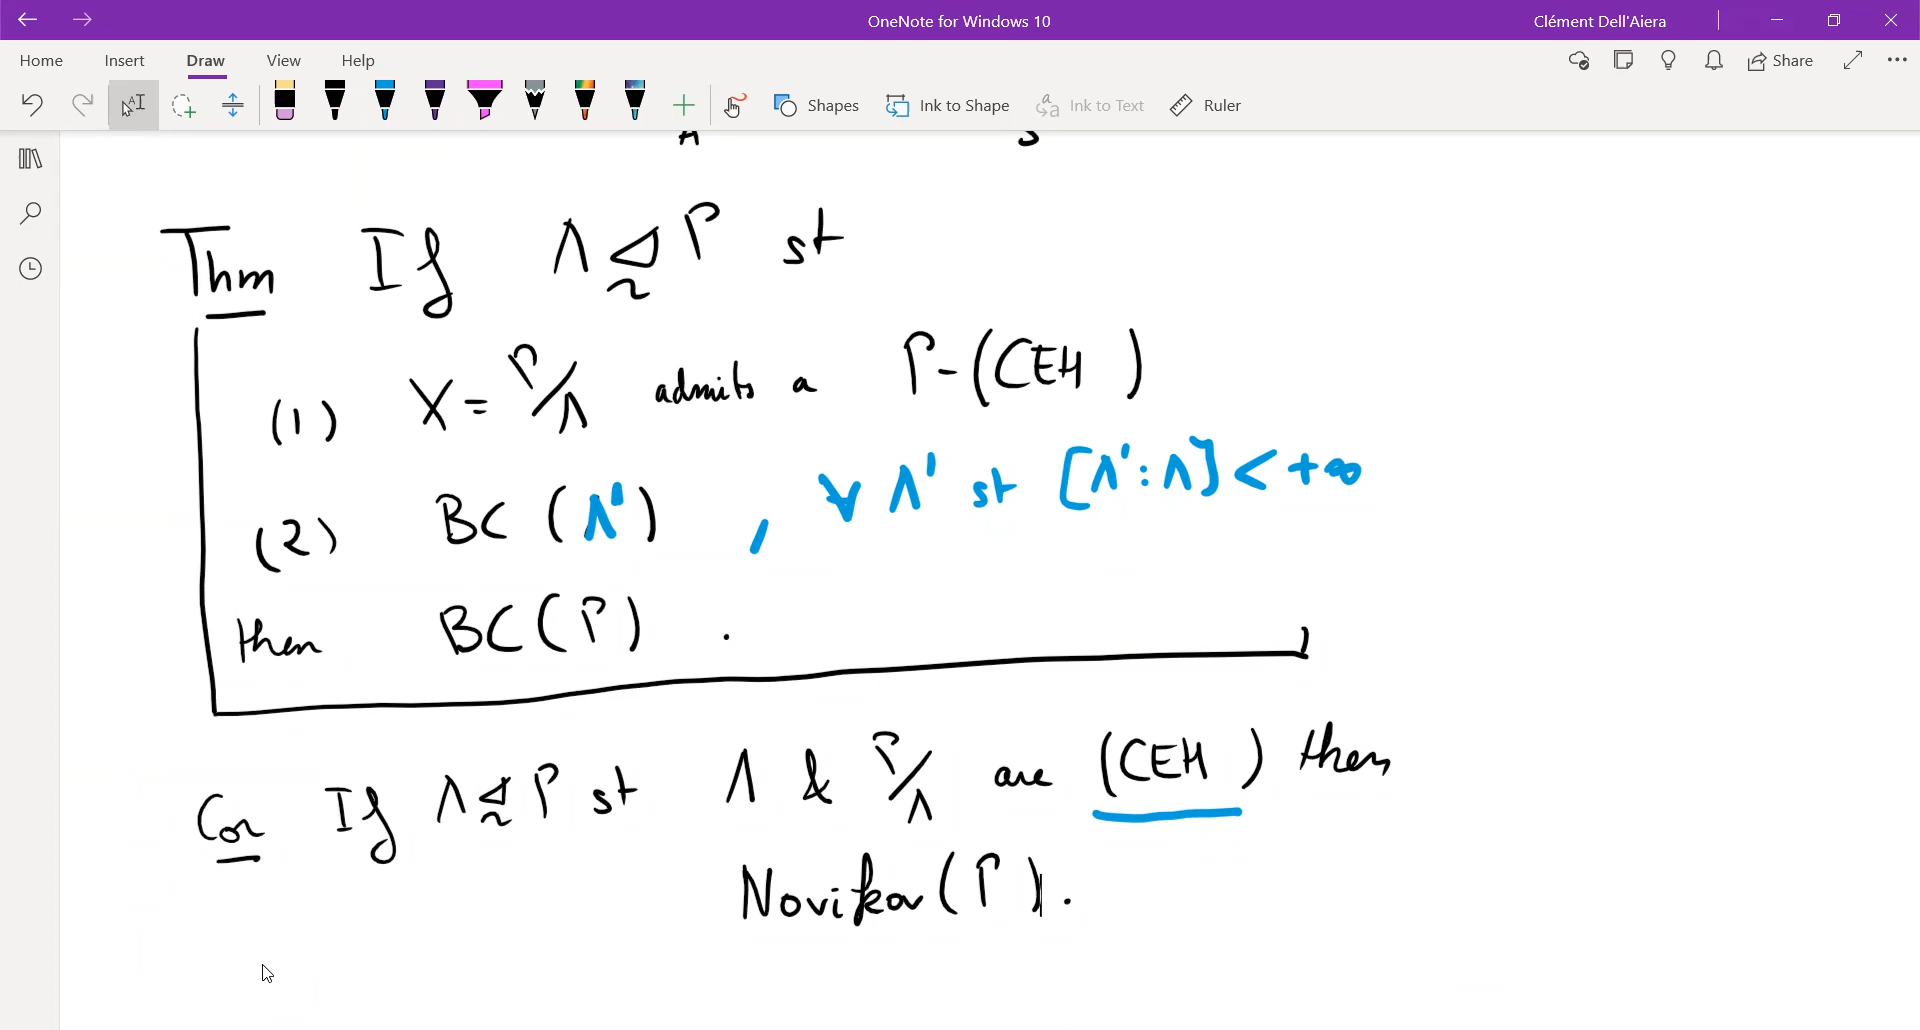 OneNote for Windows 10
Clément Dell'Aiera
Home Insert Draw View Help
Share
Shapes Ink to Shape Ink to Text Ruler
Thm If Λ ⊴̰ Γ st
(1) X = Γ/Λ admits a Γ-(CEH )
(2) BC (Λ') , ∀ Λ' st [Λ':Λ] < +∞
then BC(Γ) .
Cor If Λ ⊴̰ Γ st Λ & Γ/Λ are (CEH ) then
Novikov(Γ).